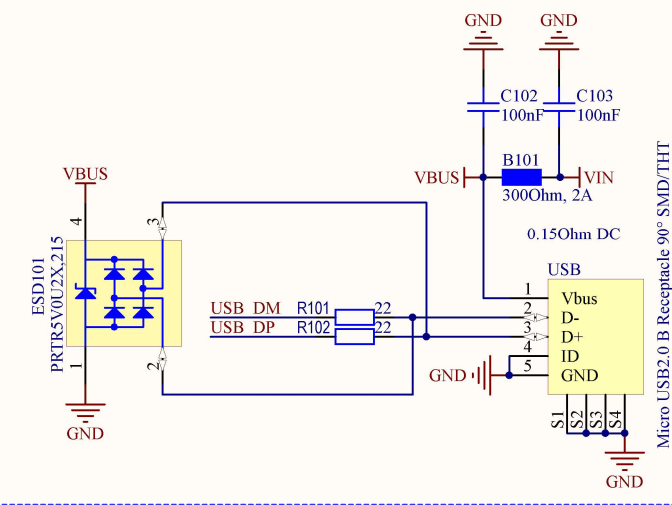 GND
GND
C102
100nF
C103
100nF
B101
VBUS
VIN
300Ohm, 2A
0.15Ohm DC
VBUS
4
3
ESD101
PRTR5V0U2X,215
1
2
GND
USB_DM
R101
22
USB_DP
R102
22
USB
1
Vbus
2
D-
3
D+
4
ID
5
GND
GND
S1
S2
S3
S4
GND
Micro USB2.0 B Receptacle 90° SMD/THT